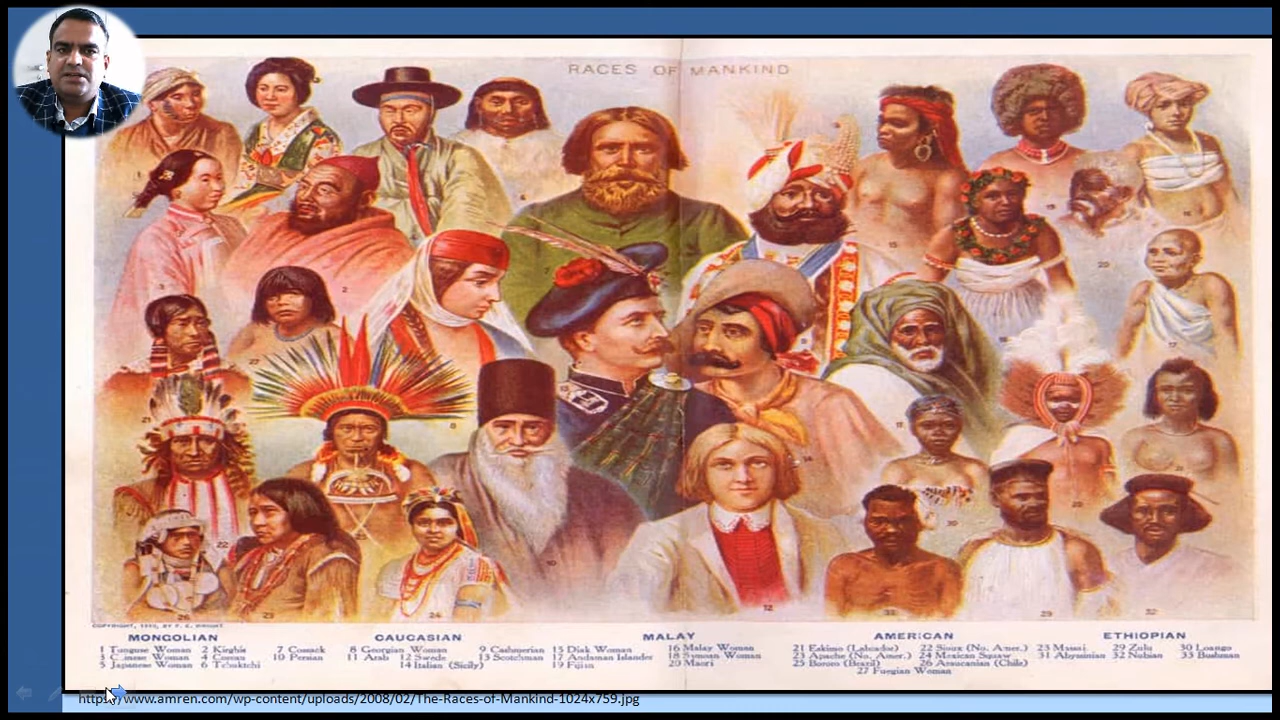 RACES OF MANKIND
MONGOLIAN CAUCASIAN MALAY AMERICAN ETHIOPIAN
1 Tunguse Woman 2 Kirghis 7 Cossack 8 Georgian Woman 9 Cashmerian 15 Diak Woman 16 Malay Woman 21 Eskimo (Labrador) 22 Sioux (No. Amer.) 28 Masai 29 Zulu 30 Loango
3 Chinese Woman 4 Corean 10 Persian 11 Arab 12 Swede 13 Scotchman 17 Andaman Islander 18 Samoan Woman 23 Apache (No. Amer.) 24 Mexican Squaw 31 Abyssinian 32 Nubian 33 Bushman
5 Japanese Woman 6 14 Italian (Sicily) 19 Fijian 20 Maori 25 Bororo (Brazil) 26 Araucanian (Chile)
27 Fuegian Woman
https://www.amren.com/wp-content/uploads/2008/02/The-Races-of-Mankind-1024x759.jpg